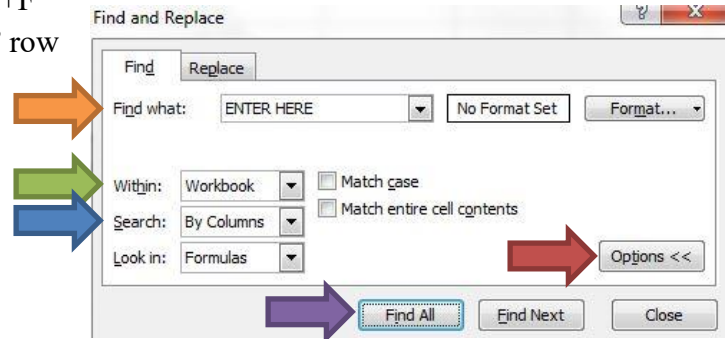 row
Find and Replace
Find Replace
Find what: ENTER HERE No Format Set Format...
Within: Workbook Match case
Search: By Columns Match entire cell contents
Look in: Formulas Options <<
Find All Find Next Close